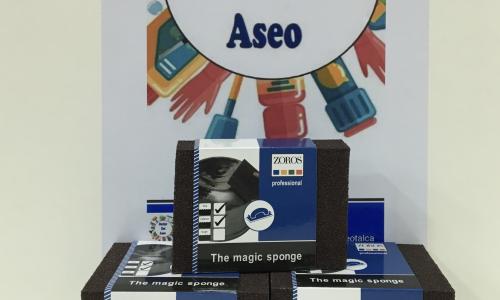 Aseo
ZOROS
professional
The magic sponge
The magic sponge
The magic sponge